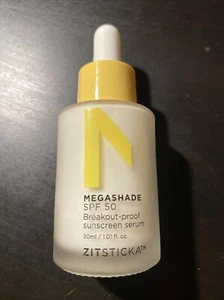 MEGASHADE
SPF 50
Breakout-proof
sunscreen serum
30ml / 1.01 fl. oz.
ZITSTICKA™